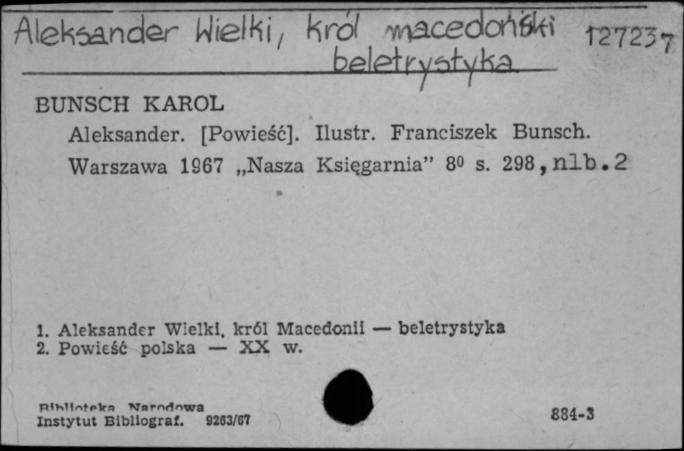 Aleksander Wielki, król macedoński 127237
beletrystyka
BUNSCH KAROL
Aleksander. [Powieść]. Ilustr. Franciszek Bunsch.
Warszawa 1967 „Nasza Księgarnia” 8⁰ s. 298, nlb. 2
1. Aleksander Wielki, król Macedonii — beletrystyka
2. Powieść polska — XX w.
Biblioteka Narodowa
Instytut Bibliograf. 9263/67
884-3